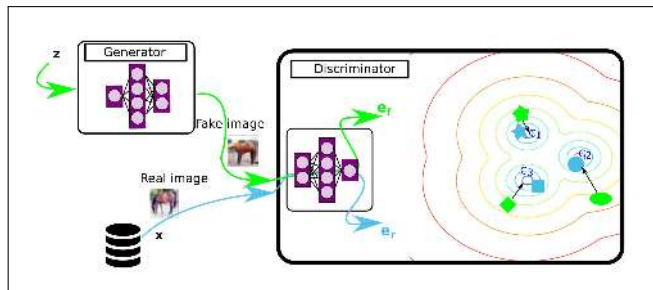 z
Generator
Discriminator
Fake image
Real image
x
e_f
e_r
c_1
c_2
c_3